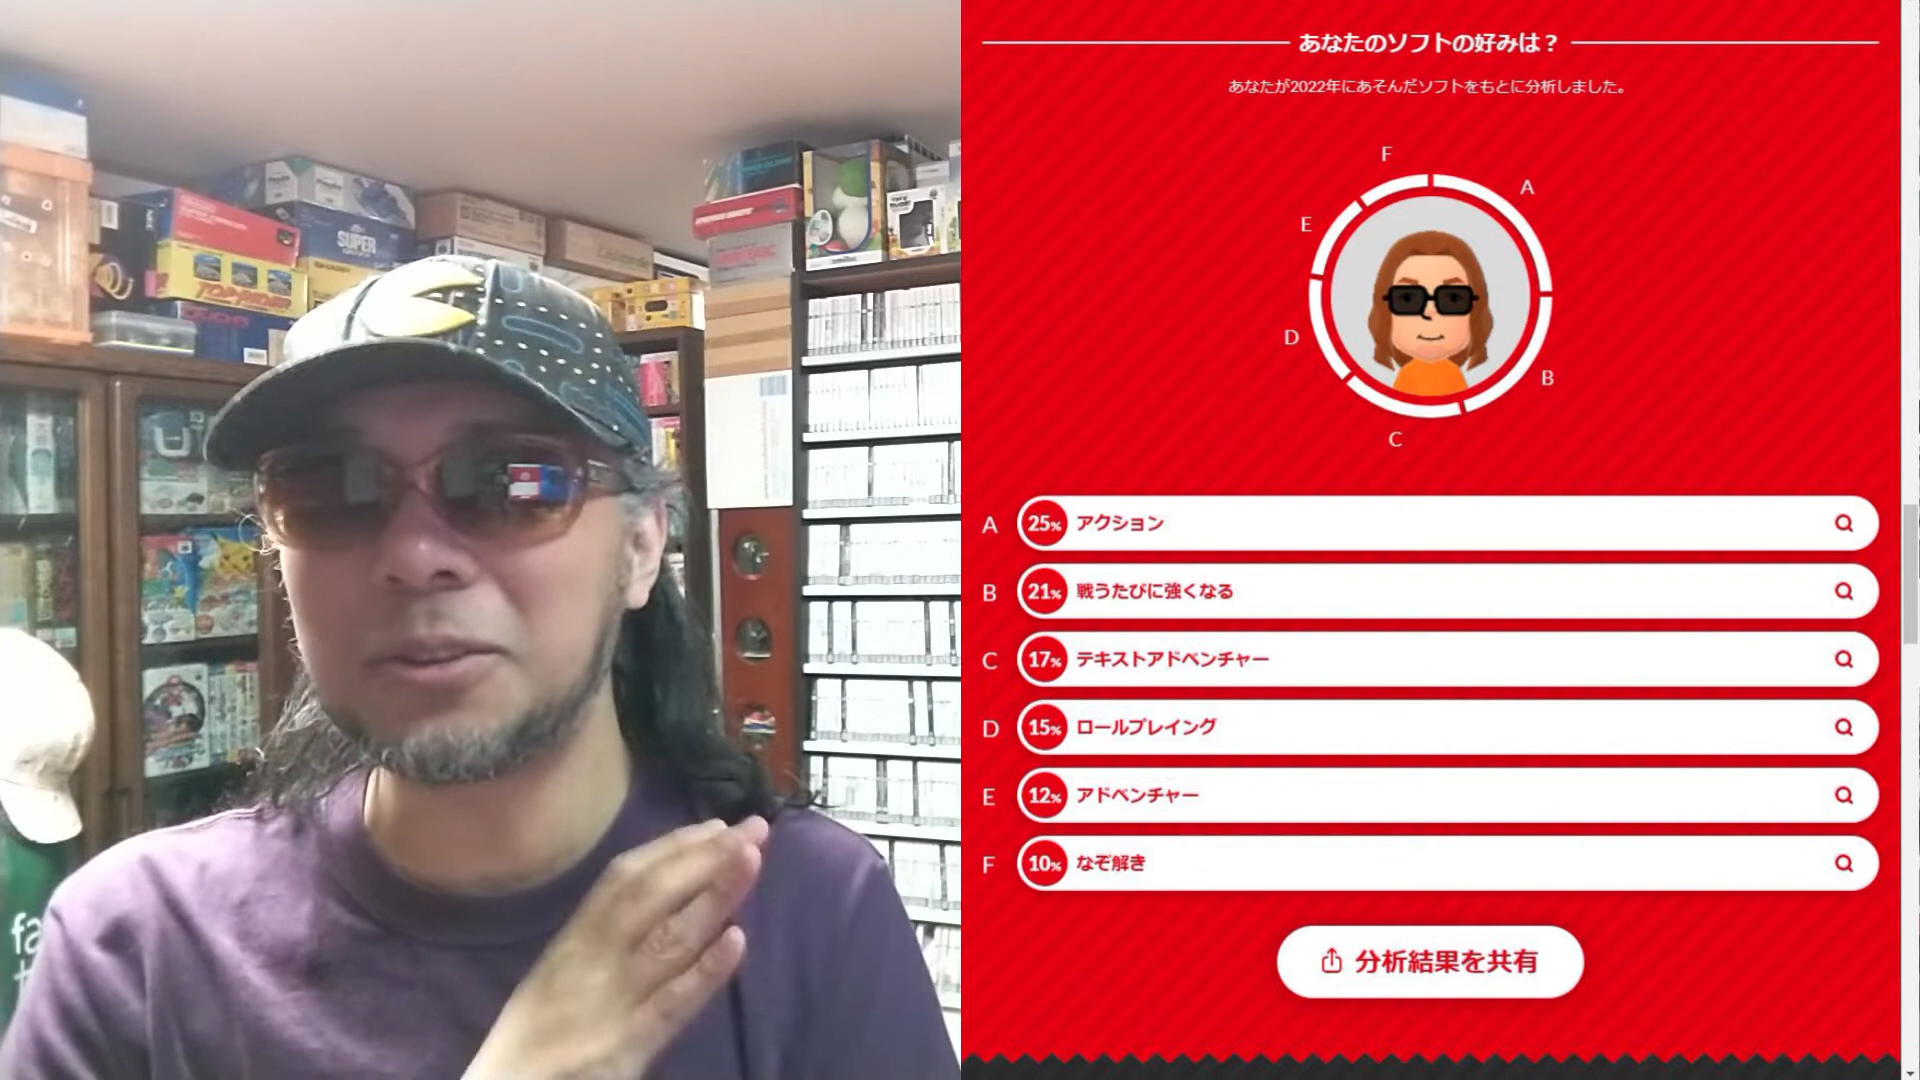 SUPER
fa
あなたのソフトの好みは？
あなたが2022年にあそんだソフトをもとに分析しました。
F
A
E
D
B
C
A 25% アクション
B 21% 戦うたびに強くなる
C 17% テキストアドベンチャー
D 15% ロールプレイング
E 12% アドベンチャー
F 10% なぞ解き
分析結果を共有